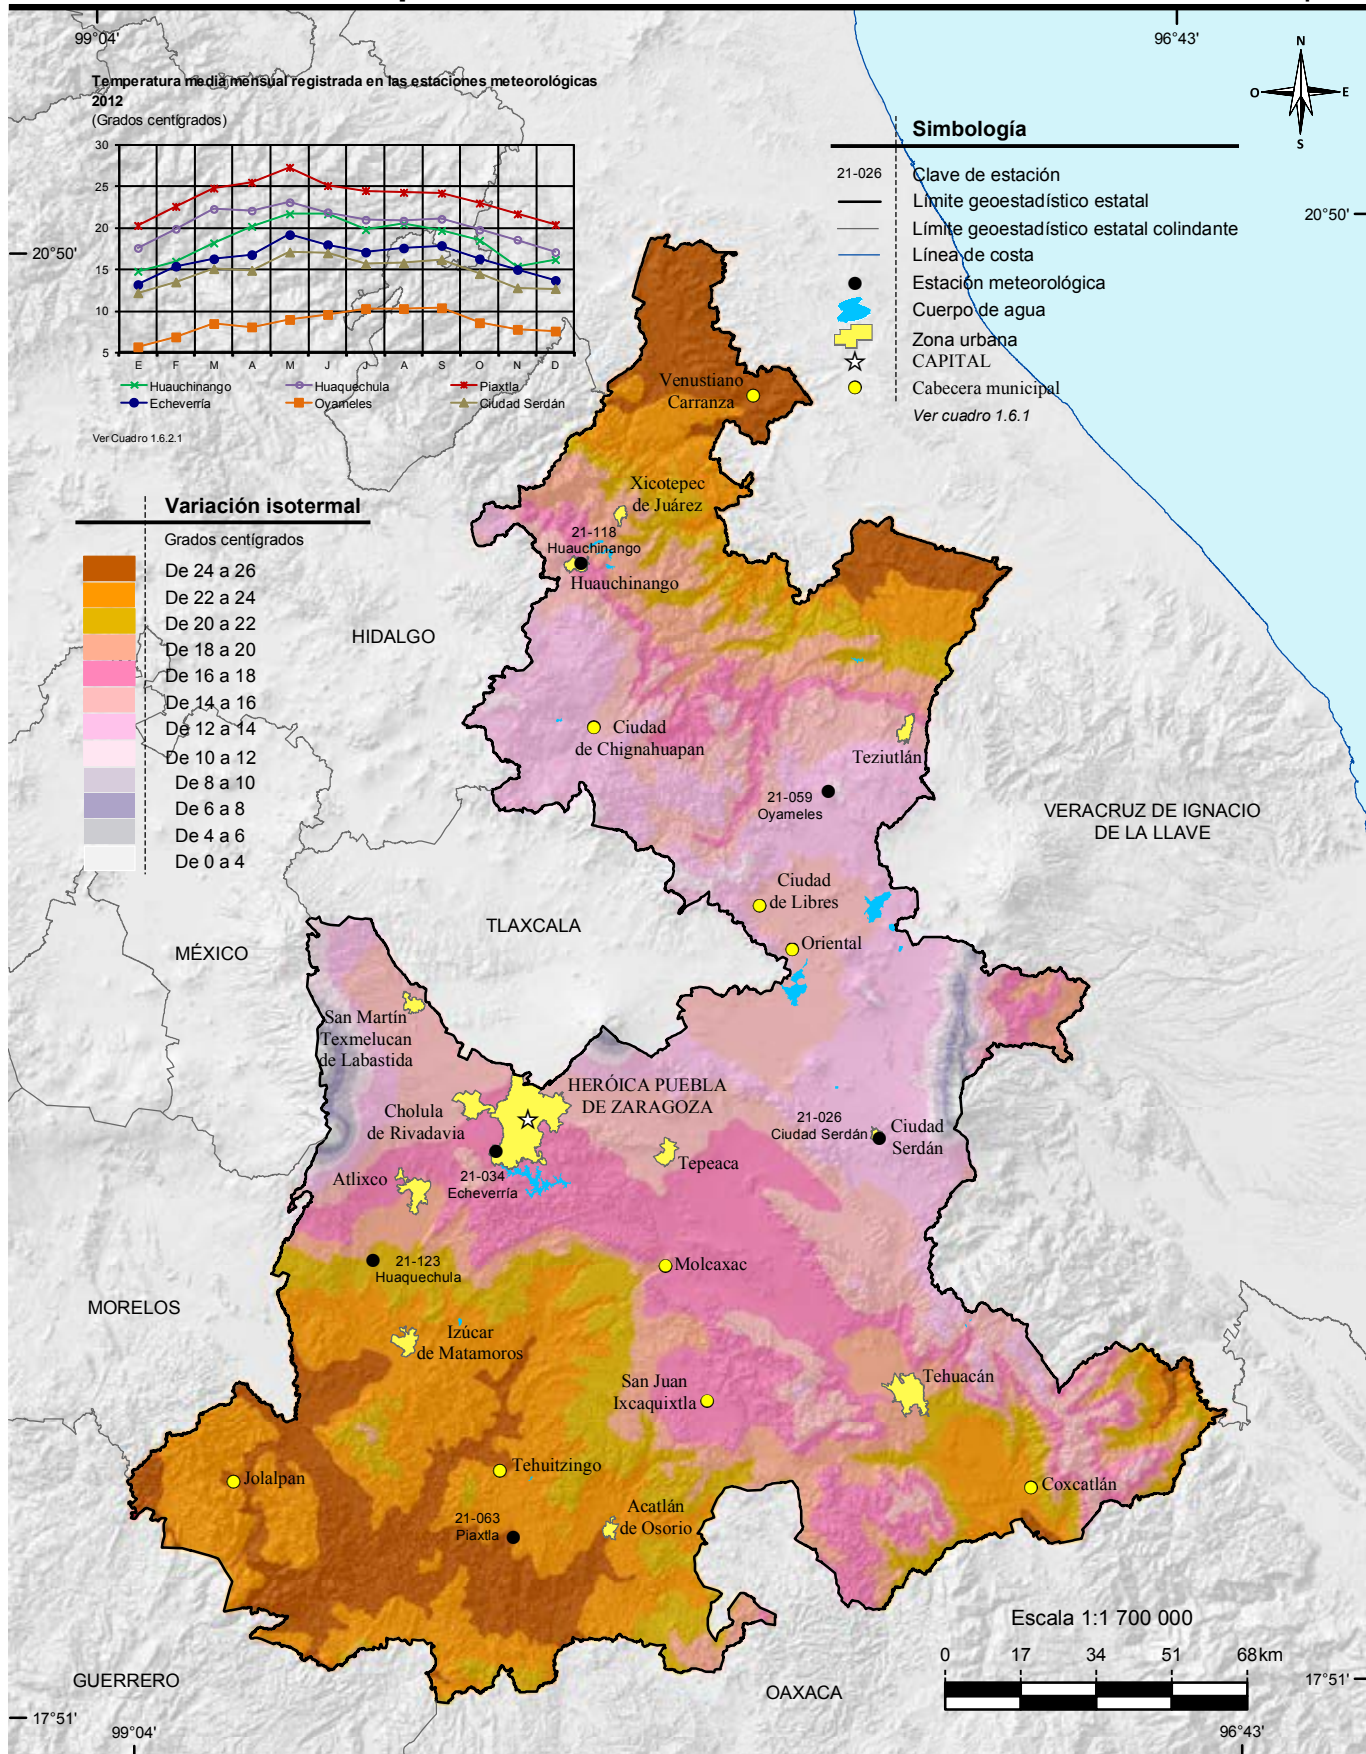 99°04'
96°43'
Temperatura media mensual registrada en las estaciones meteorológicas
2012
(Grados centígrados)
30
25
20
15
10
5
E F M A M J J A S O N D
Huauchinango
Huaquechula
Piaxtla
Echeverría
Oyameles
Ciudad Serdán
Ver Cuadro 1.6.2.1
N
O
E
S
Simbología
21-026 Clave de estación
Límite geoestadístico estatal
Límite geoestadístico estatal colindante
Línea de costa
Estación meteorológica
Cuerpo de agua
Zona urbana
CAPITAL
Cabecera municipal
Ver cuadro 1.6.1
20°50'
20°50'
Variación isotermal
Grados centígrados
De 24 a 26
De 22 a 24
De 20 a 22
De 18 a 20
De 16 a 18
De 14 a 16
De 12 a 14
De 10 a 12
De 8 a 10
De 6 a 8
De 4 a 6
De 0 a 4
Venustiano
Carranza
Xicotepec
de Juárez
21-118
Huauchinango
Huauchinango
HIDALGO
Ciudad
de Chignahuapan
Teziutlán
21-059
Oyameles
VERACRUZ DE IGNACIO
DE LA LLAVE
Ciudad
de Libres
TLAXCALA
Oriental
MÉXICO
San Martín
Texmelucan
de Labastida
HERÓICA PUEBLA
DE ZARAGOZA
Cholula
de Rivadavia
21-026
Ciudad Serdán
Ciudad
Serdán
Tepeaca
Atlixco
21-034
Echeverría
21-123
Huaquechula
Molcaxac
MORELOS
Izúcar
de Matamoros
San Juan
Ixcaquixtla
Tehuacán
Jolalpan
Tehuitzingo
Coxcatlán
21-063
Piaxtla
Acatlán
de Osorio
Escala 1:1 700 000
0 17 34 51 68 km
GUERRERO
OAXACA
17°51'
17°51'
99°04'
96°43'